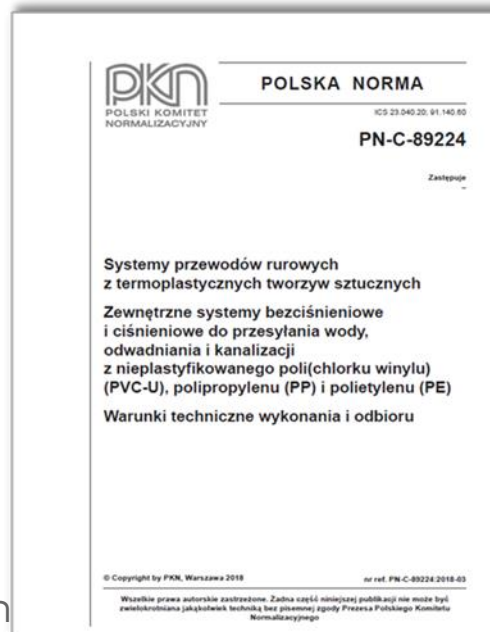 PKN
POLSKI KOMITET
NORMALIZACYJNY
POLSKA NORMA
ICS 23.040.20; 91.140.80
PN-C-89224
Zastępuje
–
Systemy przewodów rurowych
z termoplastycznych tworzyw sztucznych
Zewnętrzne systemy bezciśnieniowe
i ciśnieniowe do przesyłania wody,
odwadniania i kanalizacji
z nieplastyfikowanego poli(chlorku winylu)
(PVC-U), polipropylenu (PP) i polietylenu (PE)
Warunki techniczne wykonania i odbioru
© Copyright by PKN, Warszawa 2018
nr ref. PN-C-89224:2018-03
Wszelkie prawa autorskie zastrzeżone. Żadna część niniejszej publikacji nie może być
zwielokrotniana jakąkolwiek techniką bez pisemnej zgody Prezesa Polskiego Komitetu
Normalizacyjnego